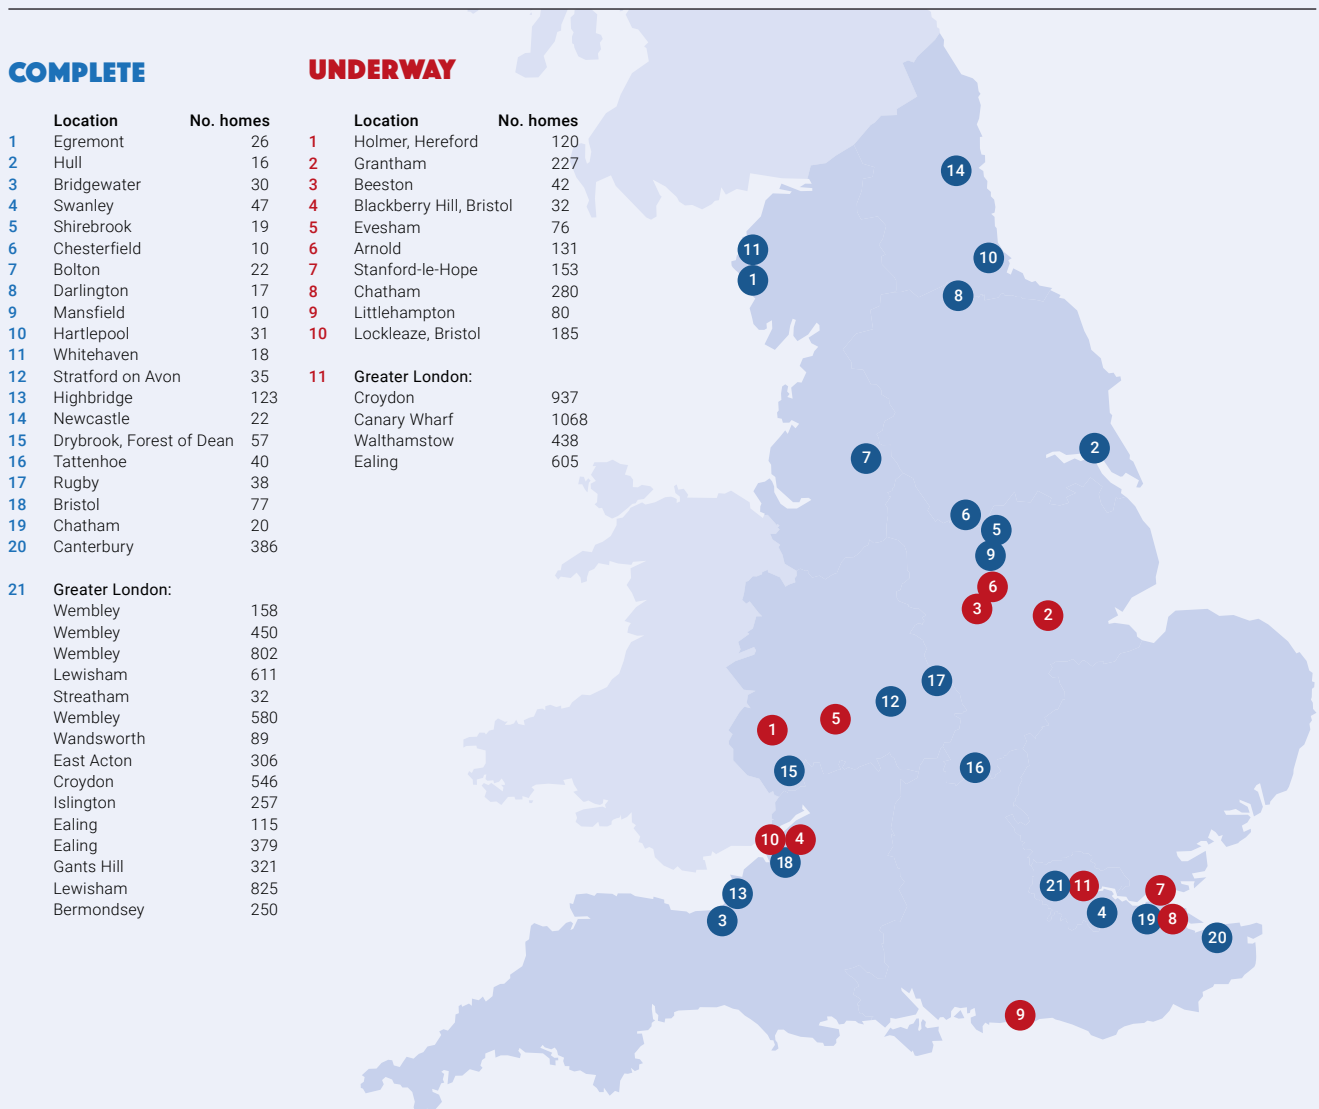 COMPLETE
Location No. homes
1 Egremont 26
2 Hull 16
3 Bridgewater 30
4 Swanley 47
5 Shirebrook 19
6 Chesterfield 10
7 Bolton 22
8 Darlington 17
9 Mansfield 10
10 Hartlepool 31
11 Whitehaven 18
12 Stratford on Avon 35
13 Highbridge 123
14 Newcastle 22
15 Drybrook, Forest of Dean 57
16 Tattenhoe 40
17 Rugby 38
18 Bristol 77
19 Chatham 20
20 Canterbury 386
21 Greater London:
Wembley 158
Wembley 450
Wembley 802
Lewisham 611
Streatham 32
Wembley 580
Wandsworth 89
East Acton 306
Croydon 546
Islington 257
Ealing 115
Ealing 379
Gants Hill 321
Lewisham 825
Bermondsey 250
UNDERWAY
Location No. homes
1 Holmer, Hereford 120
2 Grantham 227
3 Beeston 42
4 Blackberry Hill, Bristol 32
5 Evesham 76
6 Arnold 131
7 Stanford-le-Hope 153
8 Chatham 280
9 Littlehampton 80
10 Lockleaze, Bristol 185
11 Greater London:
Croydon 937
Canary Wharf 1068
Walthamstow 438
Ealing 605
14
11
10
1
8
2
7
6
5
9
6
3
2
17
12
5
1
16
15
10
4
18
21
11
7
13
4
19
8
3
20
9